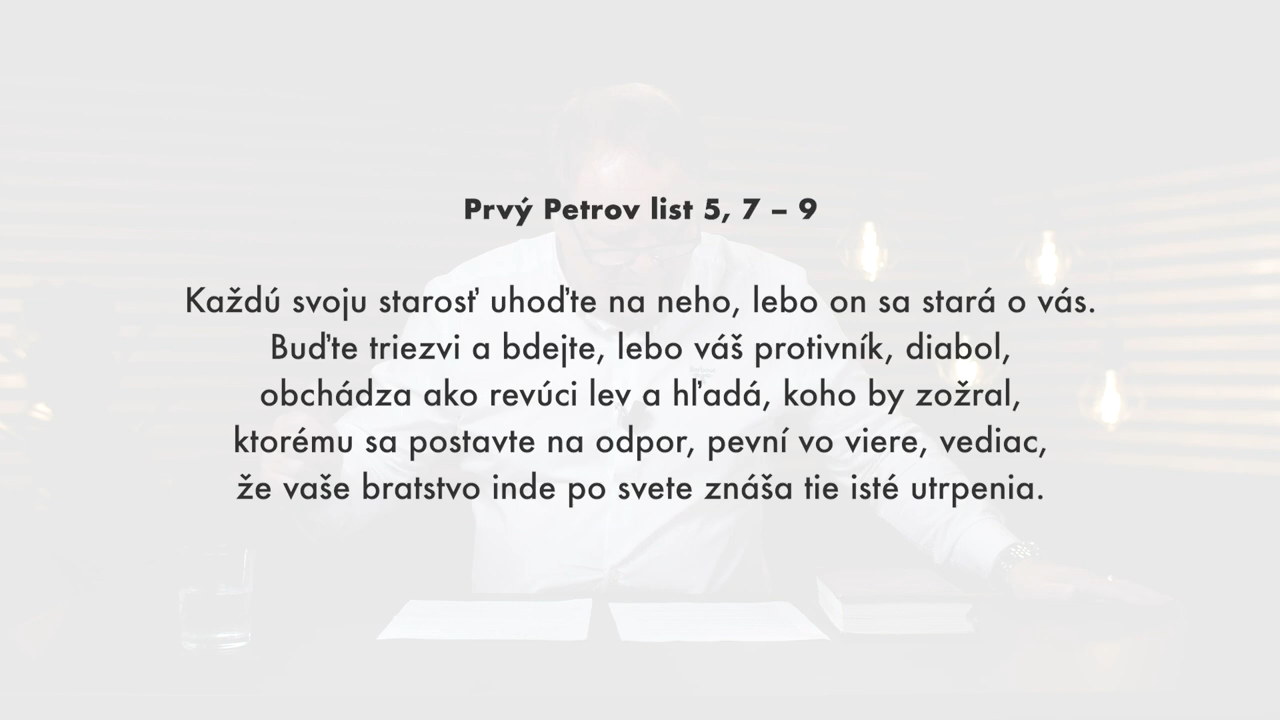 Prvý Petrov list 5, 7 – 9
Každú svoju starosť uhoďte na neho, lebo on sa stará o vás.
Buďte triezvi a bdejte, lebo váš protivník, diabol,
obchádza ako revúci lev a hľadá, koho by zožral,
ktorému sa postavte na odpor, pevní vo viere, vediac,
že vaše bratstvo inde po svete znáša tie isté utrpenia.